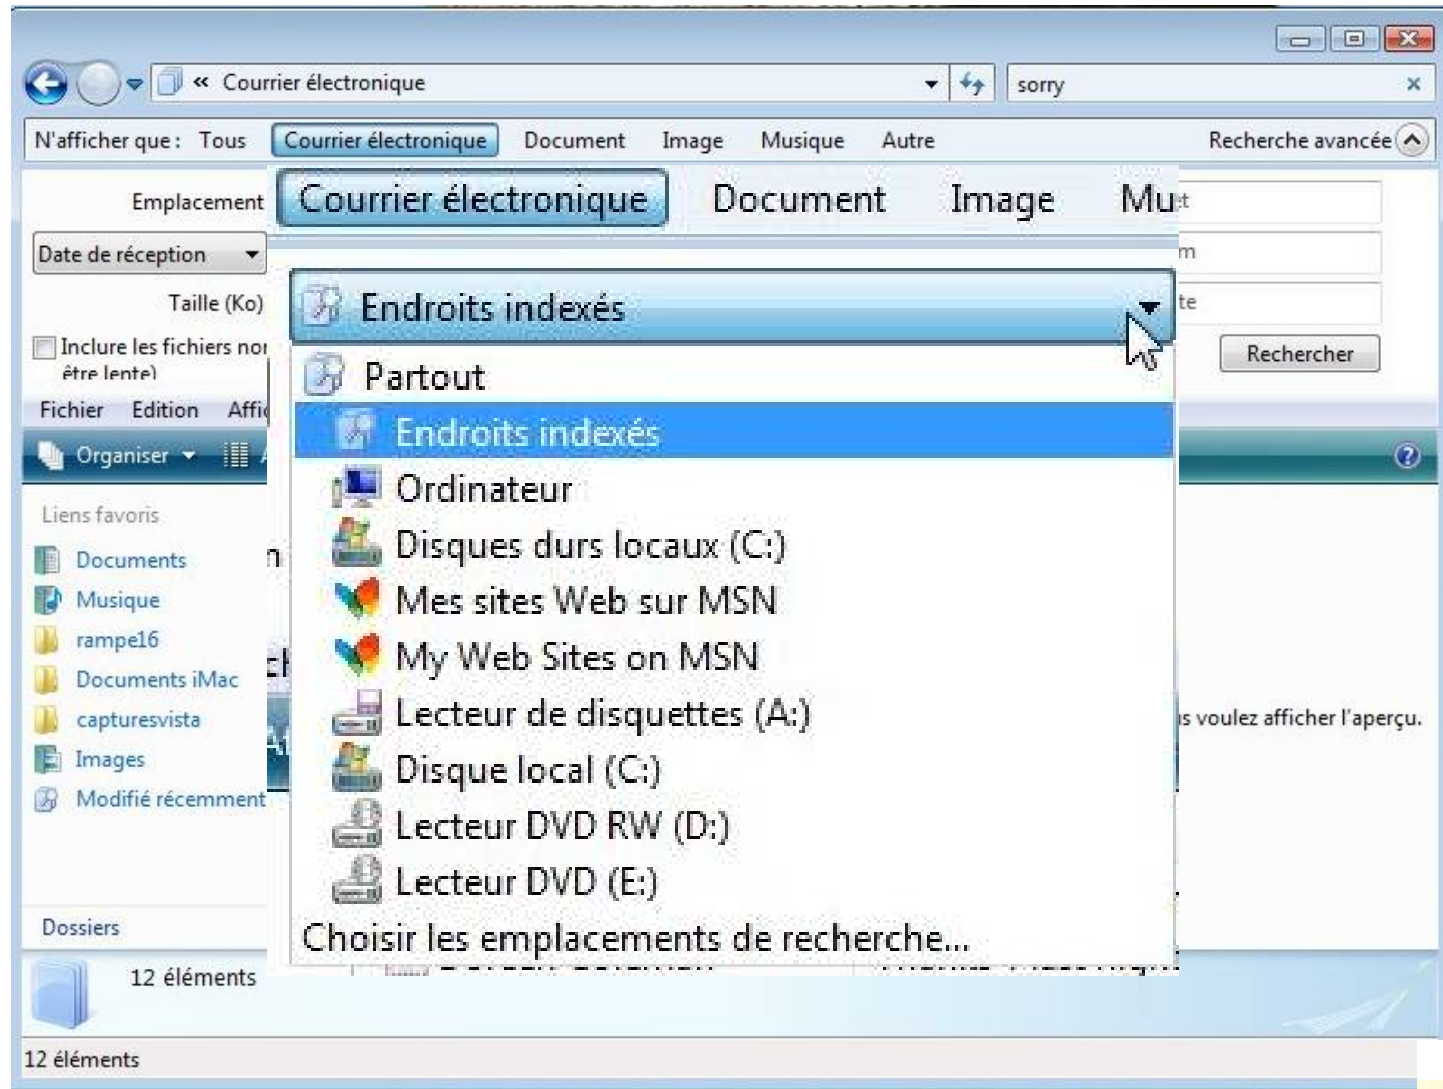 « Courrier électronique
sorry
N'afficher que : Tous Courrier électronique Document Image Musique Autre Recherche avancée
Emplacement
Courrier électronique Document Image
Date de réception
Taille (Ko)
Endroits indexés
Inclure les fichiers
être lente)
Rechercher
Partout
Fichier Edition
Endroits indexés
Organiser
Ordinateur
Liens favoris
Disques durs locaux (C:)
Documents
Mes sites Web sur MSN
Musique
My Web Sites on MSN
rampe16
Documents iMac
Lecteur de disquettes (A:)
capturesvista
voulez afficher l'aperçu.
Images
Disque local (C:)
Modifié récemment
Lecteur DVD RW (D:)
Lecteur DVD (E:)
Dossiers
Choisir les emplacements de recherche...
12 éléments
12 éléments